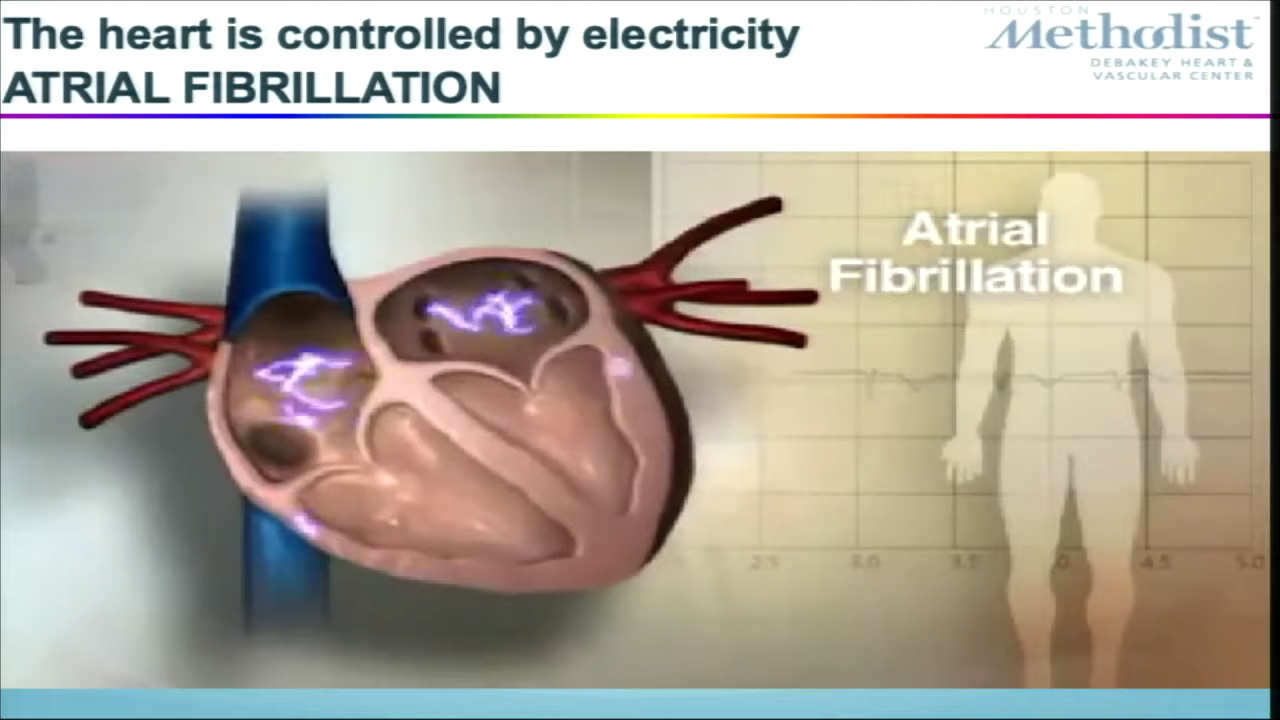 The heart is controlled by electricity
ATRIAL FIBRILLATION
HOUSTON
Methodist
DEBAKEY HEART &
VASCULAR CENTER
Atrial
Fibrillation
2.5 3.0 3.5 4.5 5.0